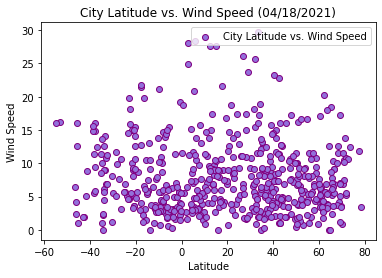 City Latitude vs. Wind Speed (04/18/2021)
City Latitude vs. Wind Speed
30
25
20
15
10
5
0
Wind Speed
−60 −40 −20 0 20 40 60 80
Latitude